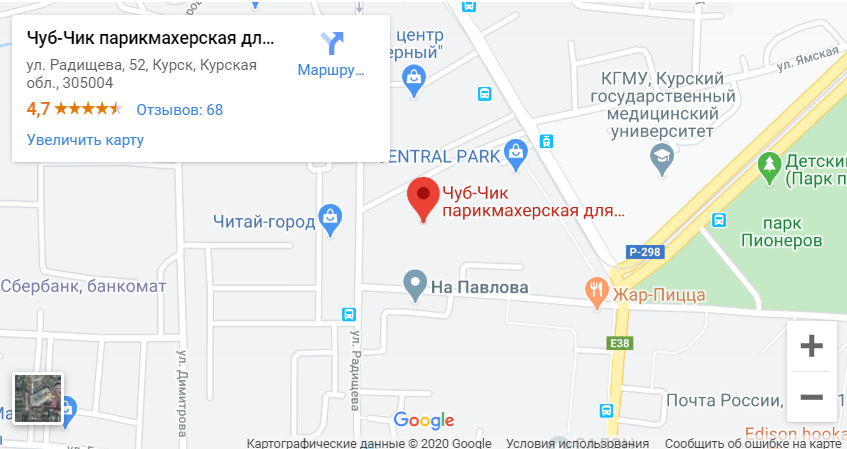 Чуб-Чик парикмахерская дл...
ул. Радищева, 52, Курск, Курская
обл., 305004
4,7
Отзывов: 68
Увеличить карту
Маршру...
центр
ерный"
КГМУ, Курский
государственный
медицинский
университет
ул. Ямская
ENTRAL PARK
Детский
(Парк п
Чуб-Чик
парикмахерская для...
Читай-город
парк
Пионеров
Р-298
Сбербанк, банкомат
На Павлова
Жар-Пицца
E38
ул. Димитрова
ул. Радищева
Почта России,
Edison hooka
Google
Картографические данные © 2020 Google
Условия использования
Сообщить об ошибке на карте